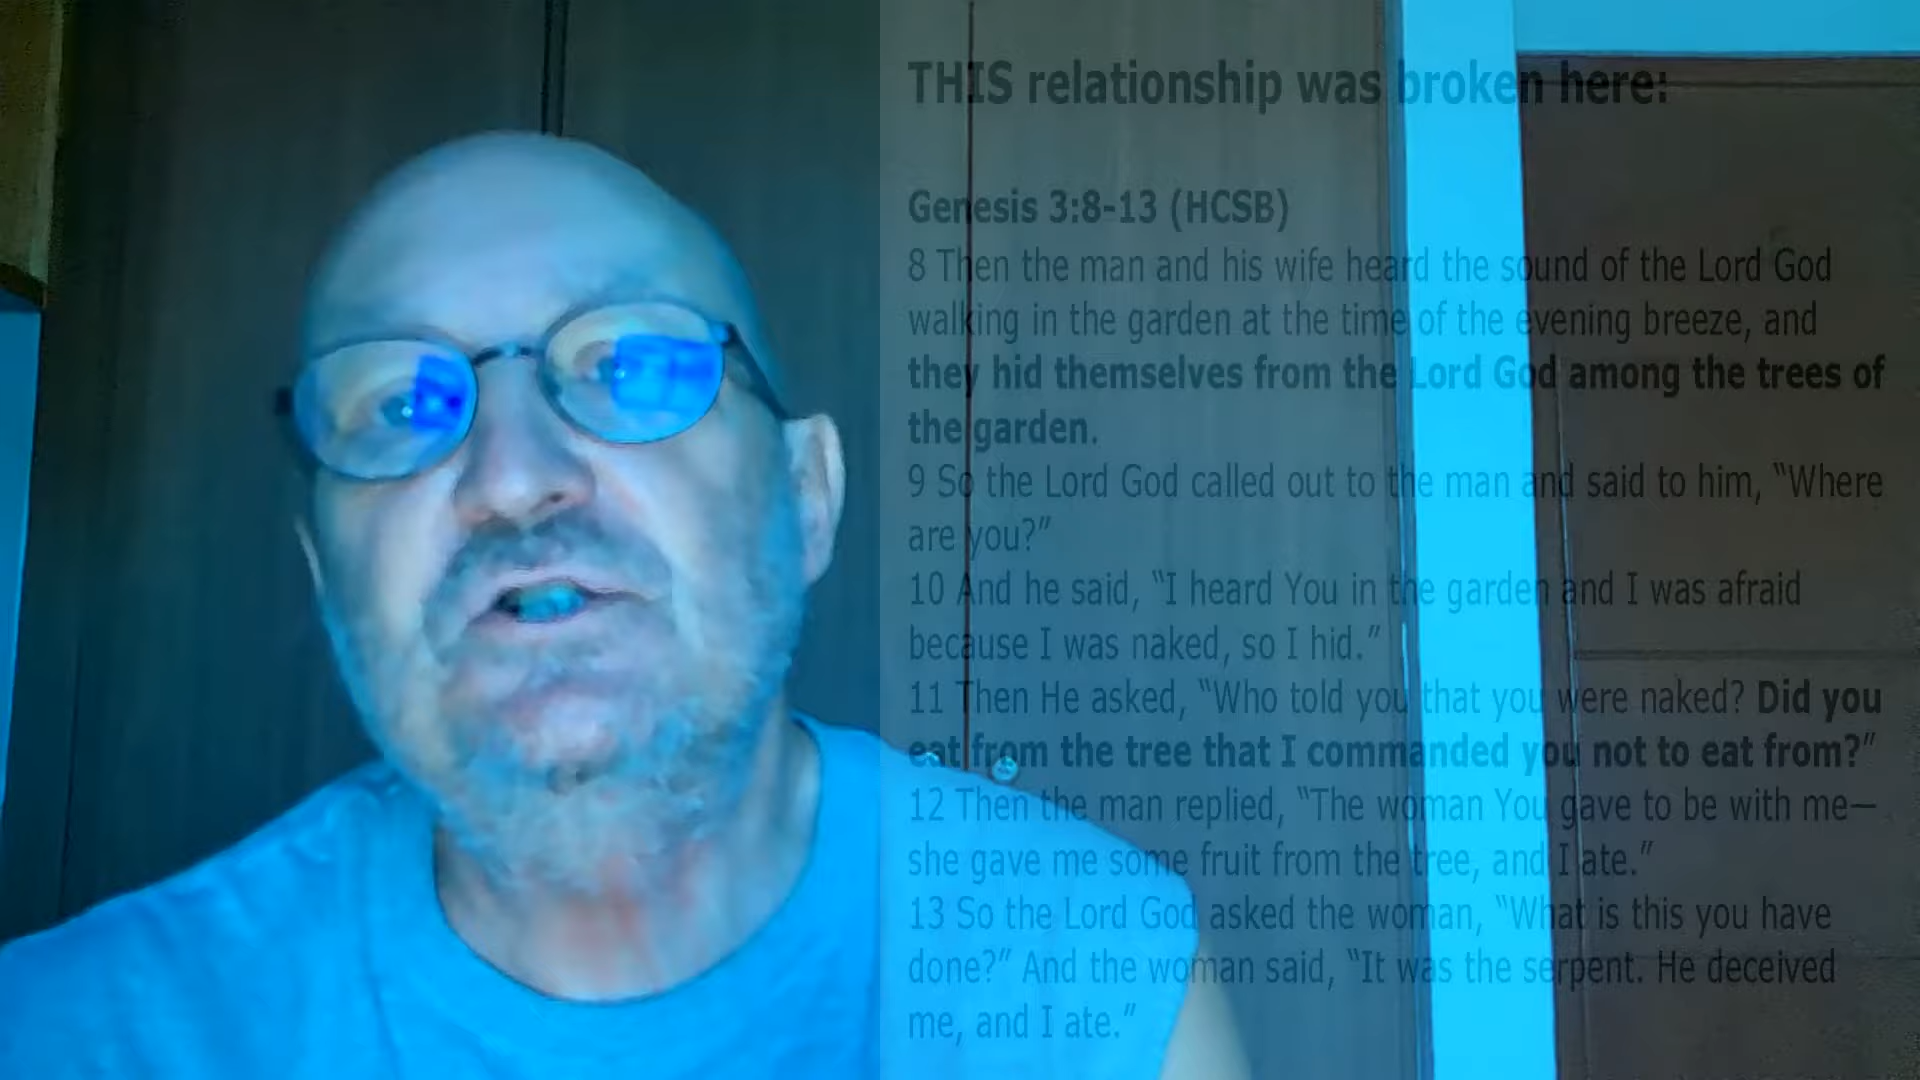 THIS relationship was broken here:
Genesis 3:8-13 (HCSB)
8 Then the man and his wife heard the sound of the Lord God
walking in the garden at the time of the evening breeze, and
they hid themselves from the Lord God among the trees of
the garden.
9 So the Lord God called out to the man and said to him, “Where
are you?”
10 And he said, “I heard You in the garden and I was afraid
because I was naked, so I hid.”
11 Then He asked, “Who told you that you were naked? Did you
eat from the tree that I commanded you not to eat from?”
12 Then the man replied, “The woman You gave to be with me—
she gave me some fruit from the tree, and I ate.”
13 So the Lord God asked the woman, “What is this you have
done?” And the woman said, “It was the serpent. He deceived
me, and I ate.”